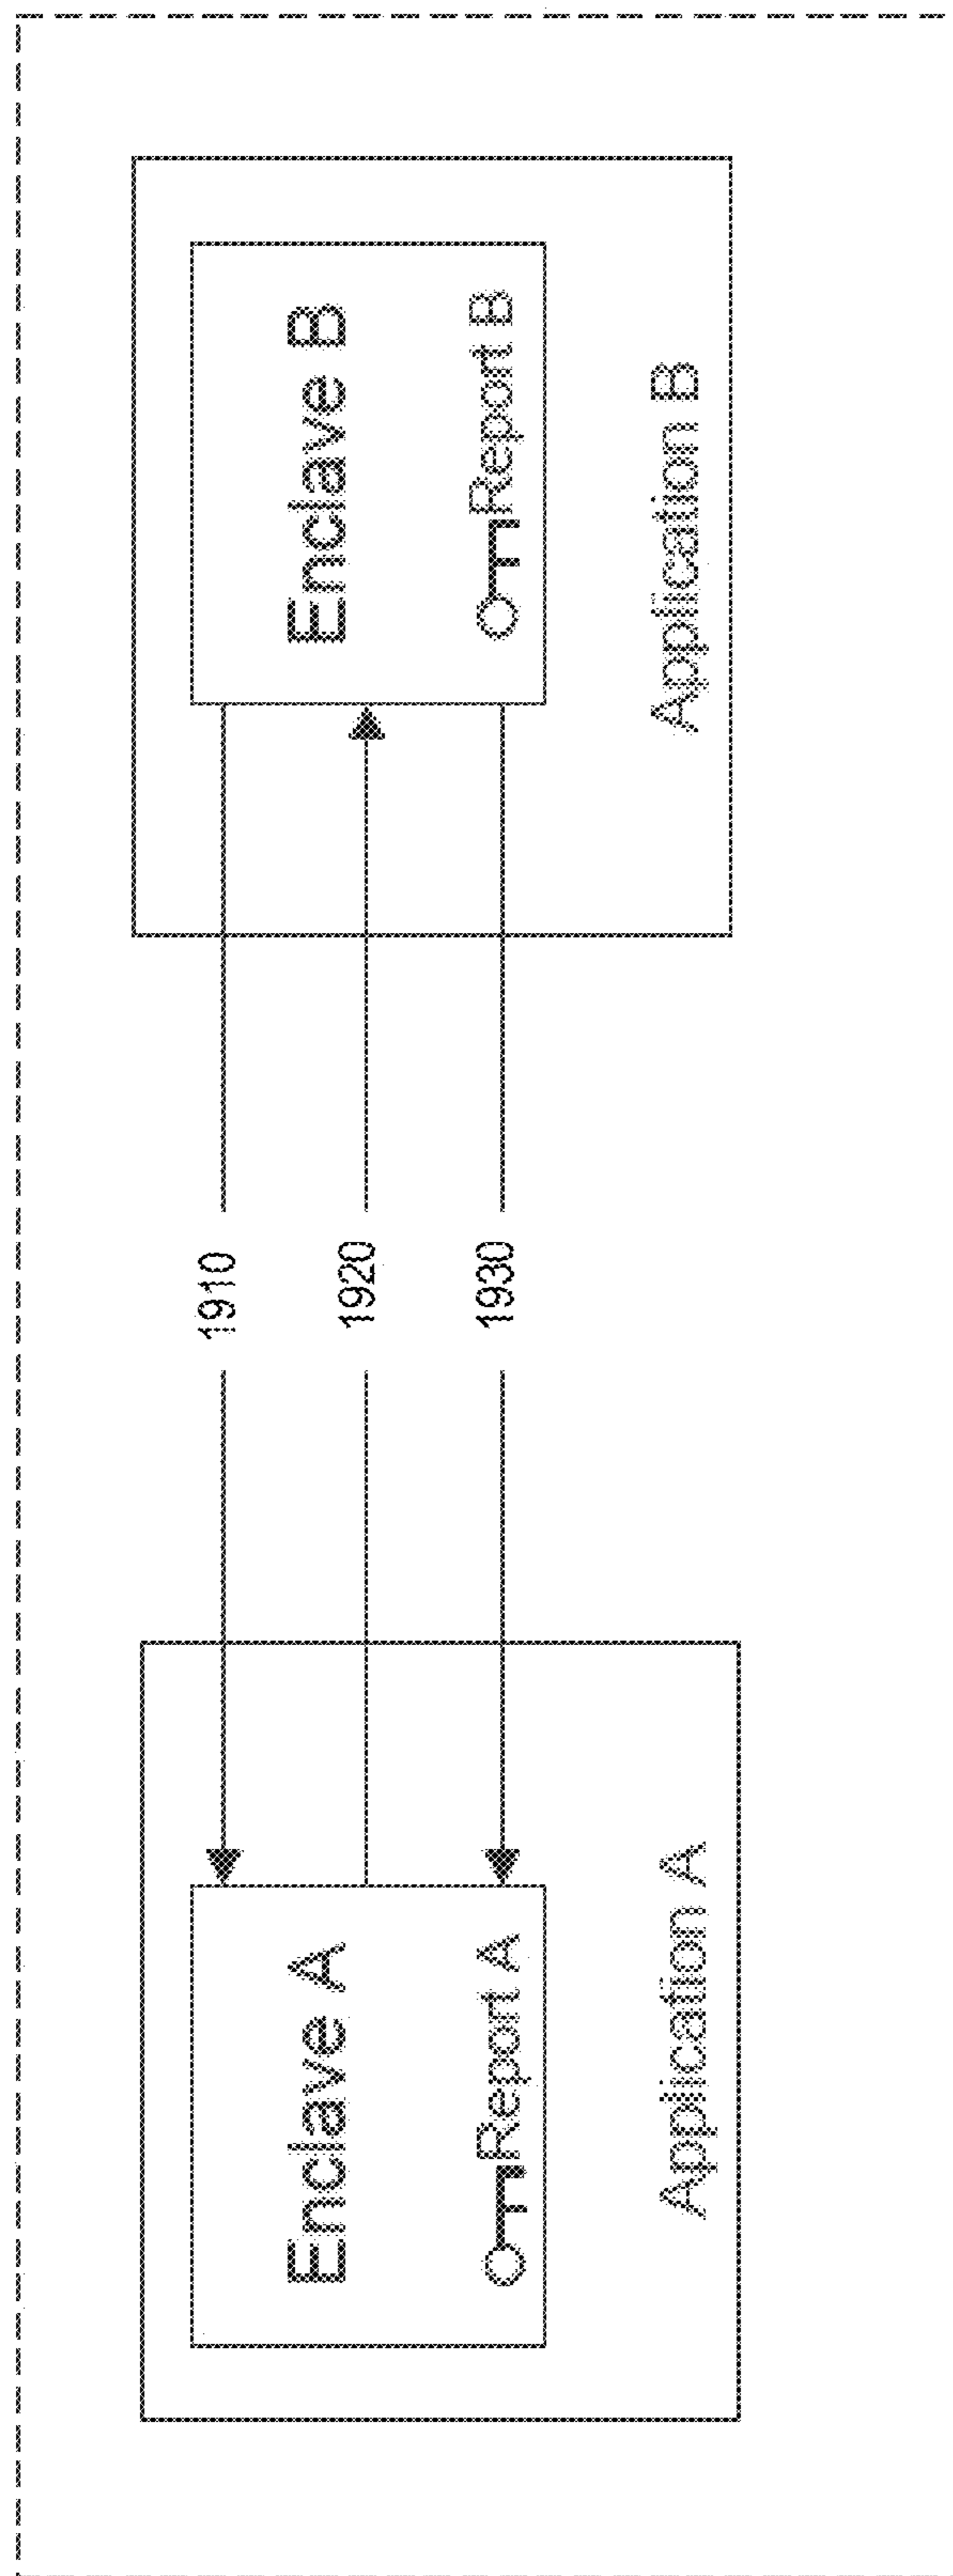 Enclave A
Report A
Application A
1910
1920
1930
Enclave B
Report B
Application B